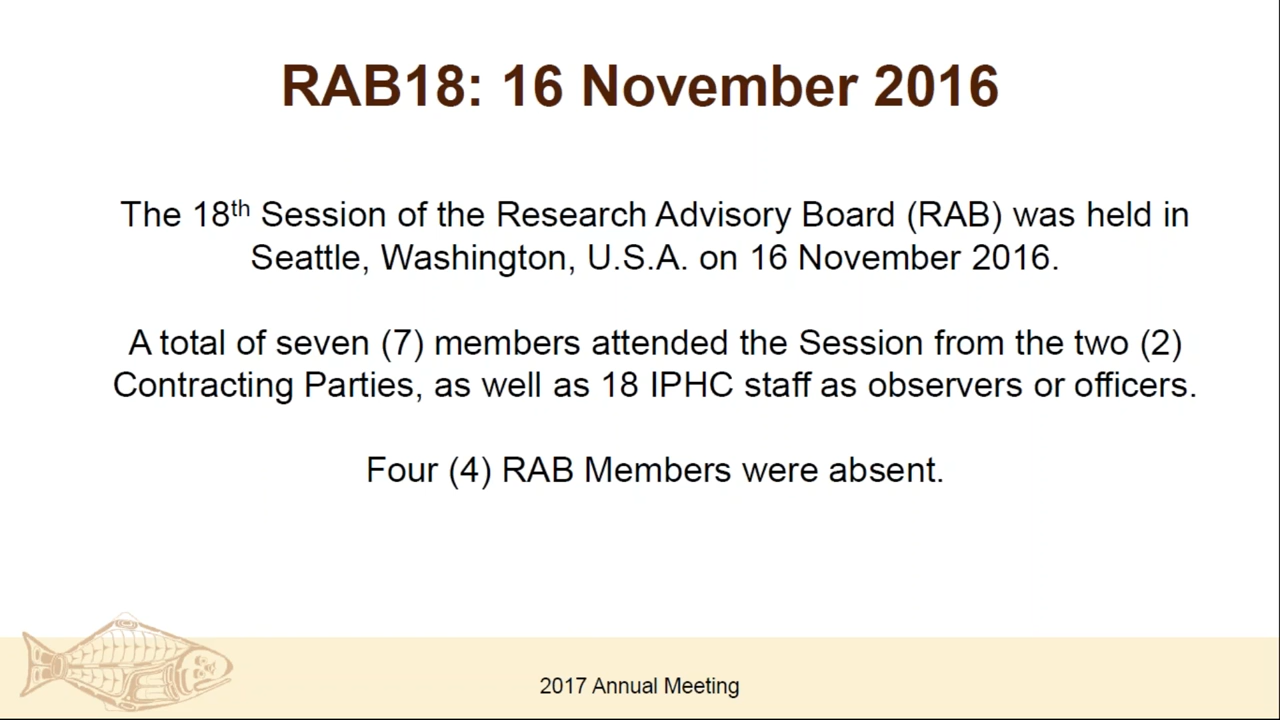 RAB18: 16 November 2016
The 18th Session of the Research Advisory Board (RAB) was held in
Seattle, Washington, U.S.A. on 16 November 2016.
A total of seven (7) members attended the Session from the two (2)
Contracting Parties, as well as 18 IPHC staff as observers or officers.
Four (4) RAB Members were absent.
2017 Annual Meeting